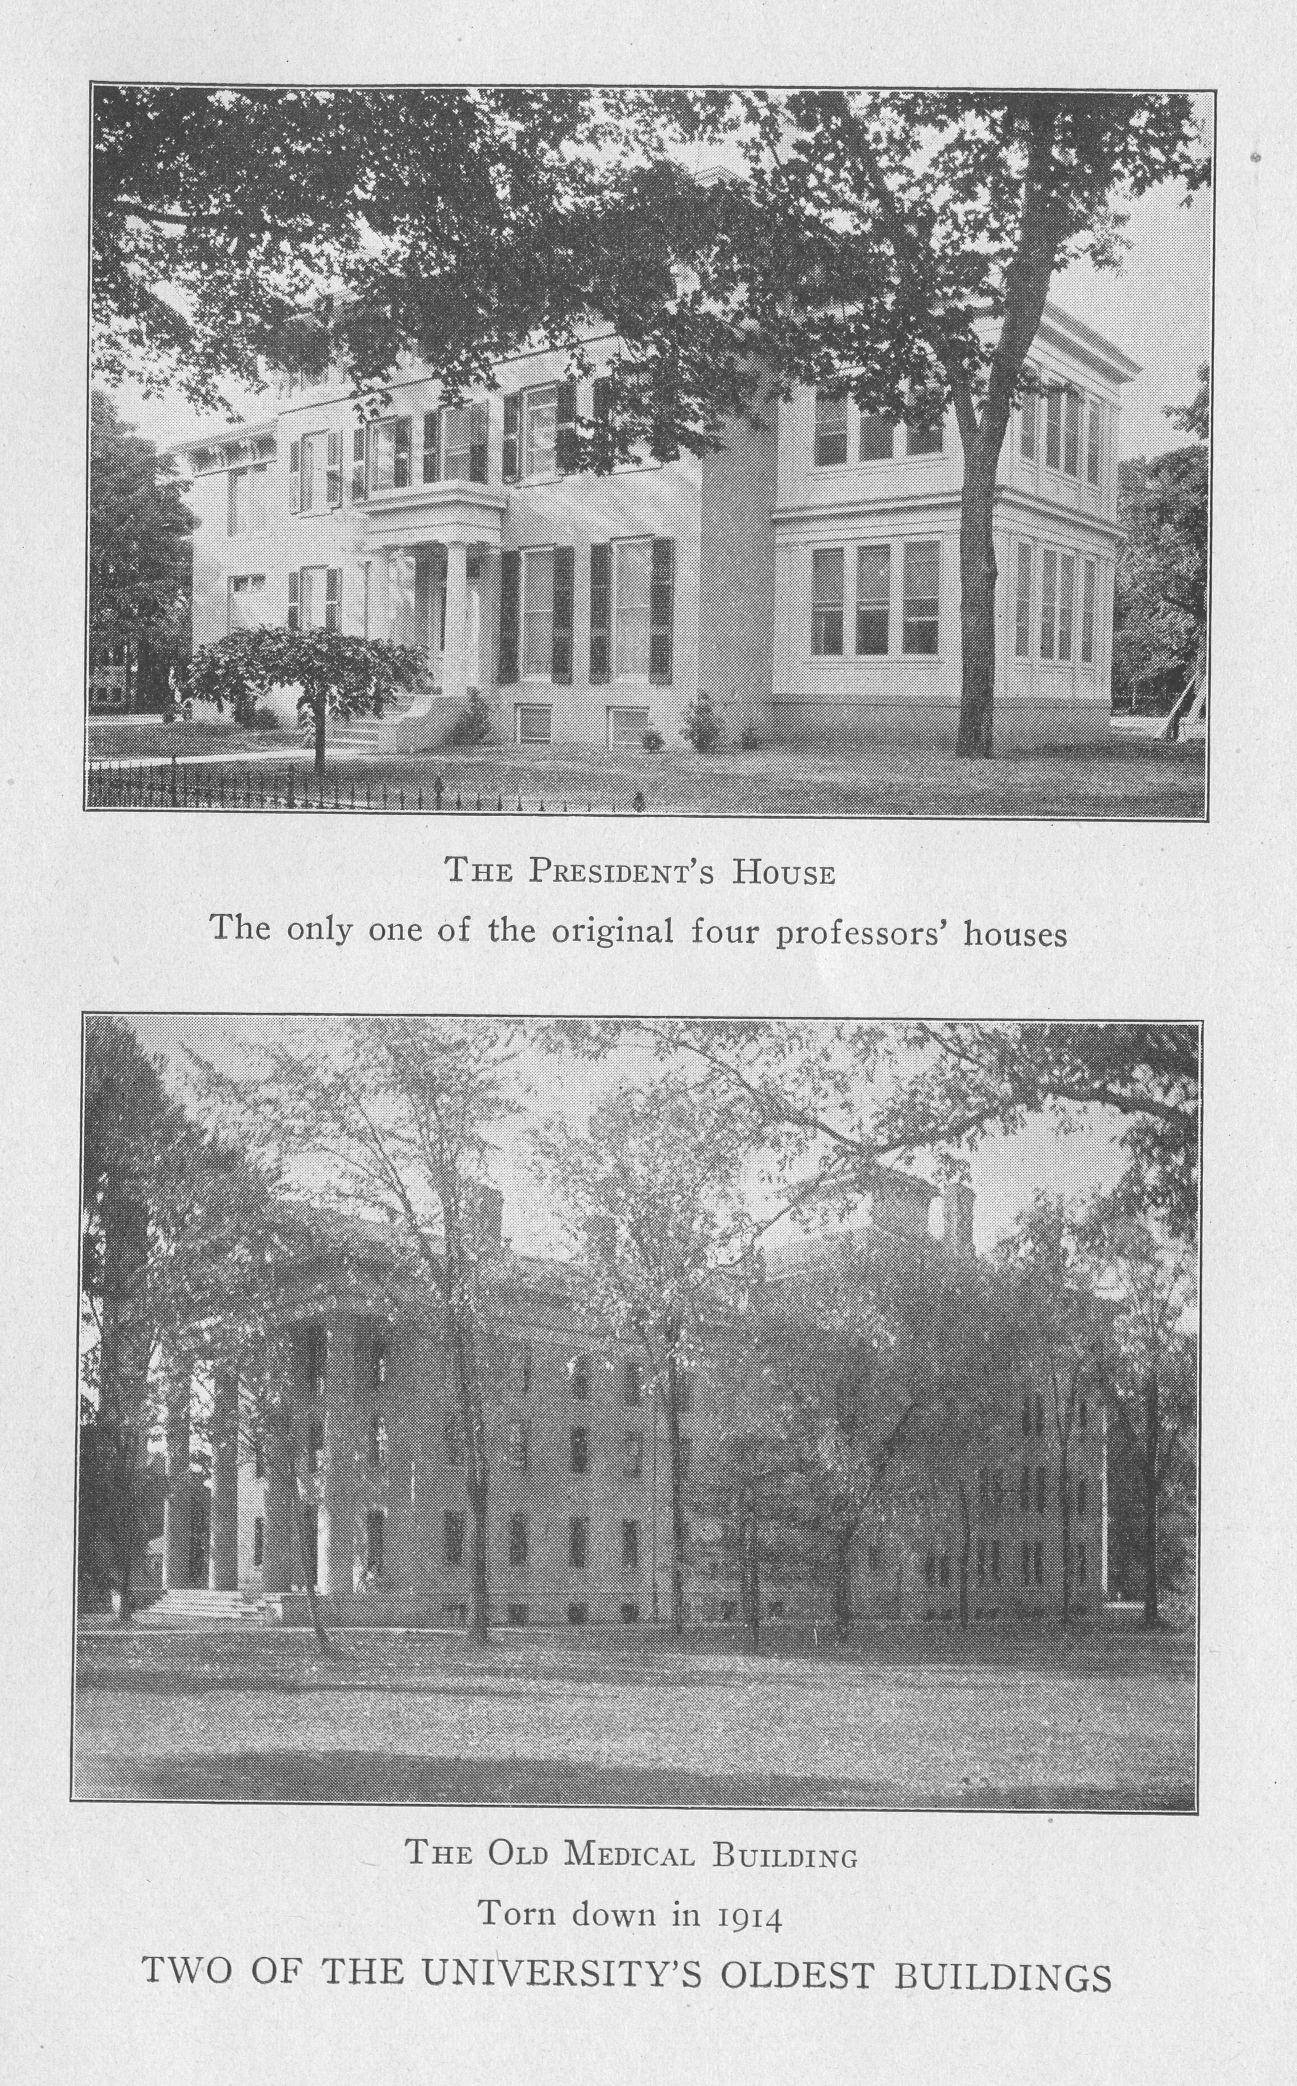 The President's House
The only one of the original four professors' houses
The Old Medical Building
Torn down in 1914
TWO OF THE UNIVERSITY'S OLDEST BUILDINGS